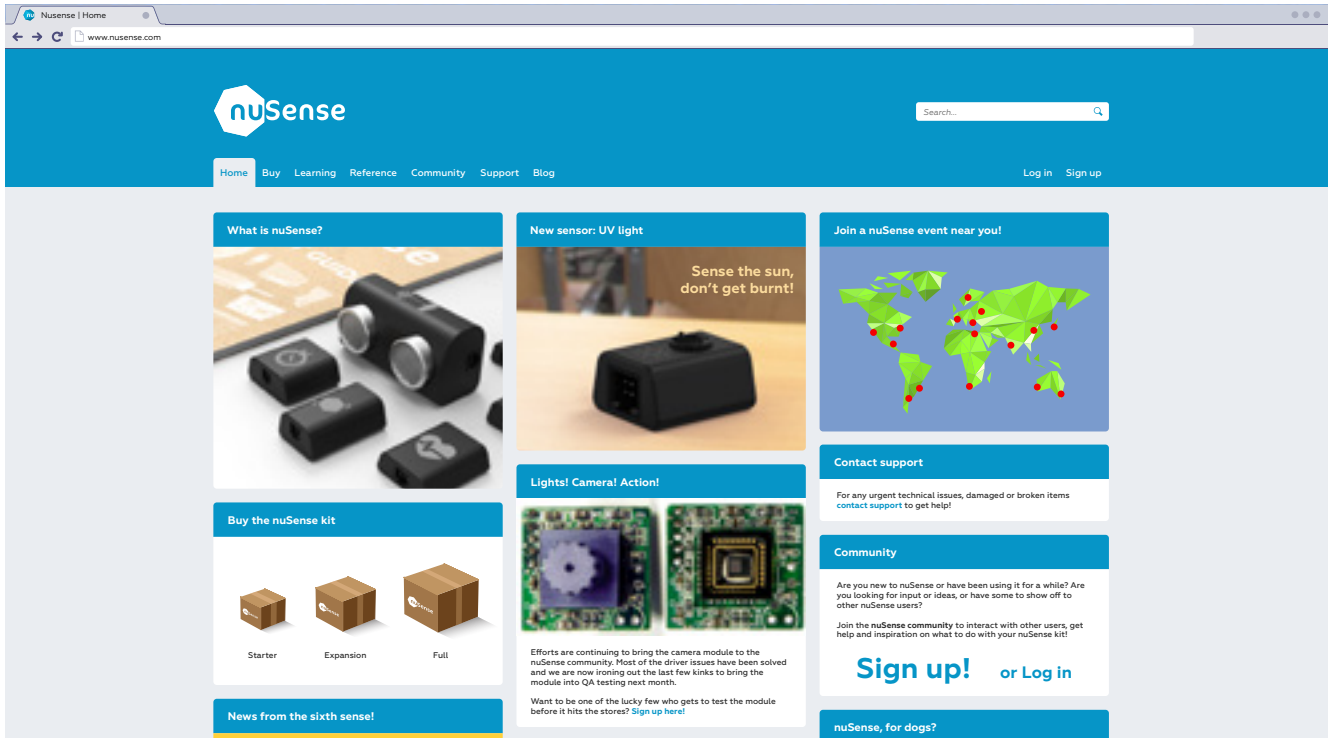 Nusense | Home
www.nusense.com
nuSense
Search...
Home Buy Learning Reference Community Support Blog
Log in Sign up
What is nuSense?
GUIDE
New sensor: UV light
Sense the sun,
don't get burnt!
Join a nuSense event near you!
Contact support
For any urgent technical issues, damaged or broken items
contact support to get help!
Buy the nuSense kit
nuSense
nuSense
nuSense
Starter Expansion Full
Lights! Camera! Action!
Efforts are continuing to bring the camera module to the
nuSense community. Most of the driver issues have been solved
and we are now ironing out the last few kinks to bring the
module into QA testing next month.
Want to be one of the lucky few who gets to test the module
before it hits the stores? Sign up here!
Community
Are you new to nuSense or have been using it for a while? Are
you looking for input or ideas, or have some to show off to
other nuSense users?
Join the nuSense community to interact with other users, get
help and inspiration on what to do with your nuSense kit!
Sign up! or Log in
News from the sixth sense!
nuSense, for dogs?